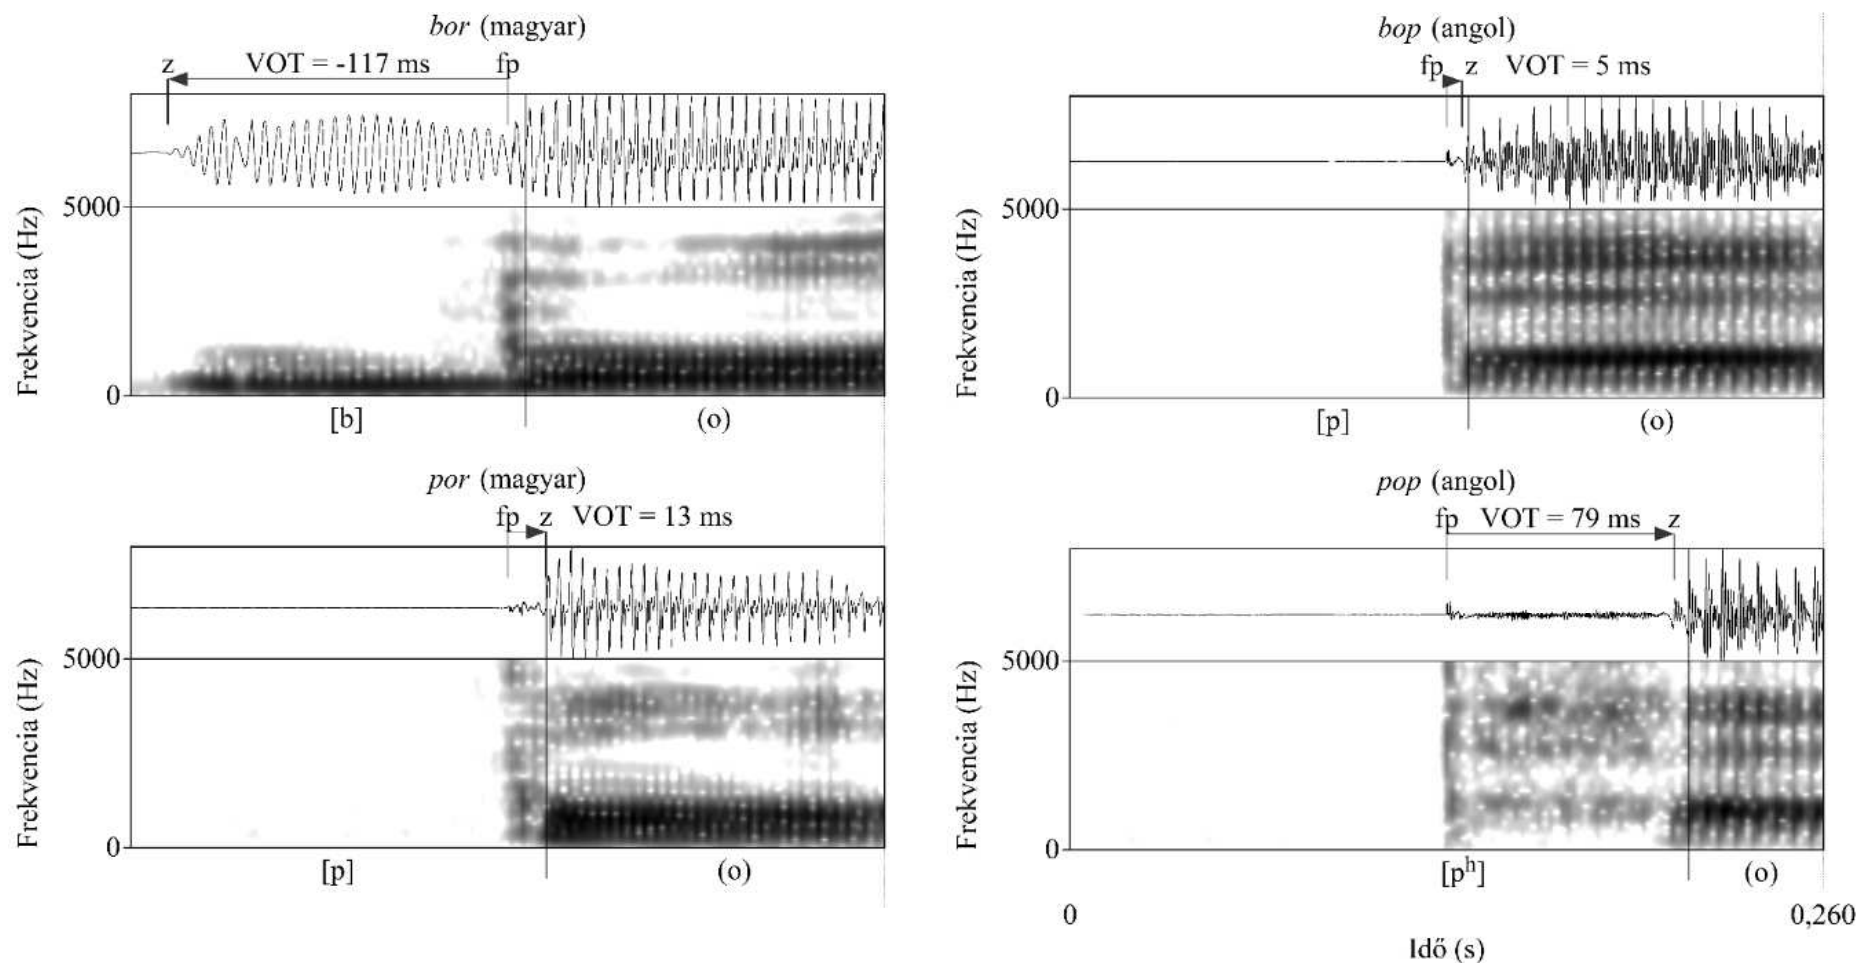 bor (magyar)
z VOT = -117 ms fp
5000
Frekvencia (Hz)
0
[b] (o)
bop (angol)
fp z VOT = 5 ms
5000
Frekvencia (Hz)
0
[p] (o)
por (magyar)
fp z VOT = 13 ms
5000
Frekvencia (Hz)
0
[p] (o)
pop (angol)
fp VOT = 79 ms z
5000
Frekvencia (Hz)
0
[pʰ] (o)
0 0,260
Idő (s)